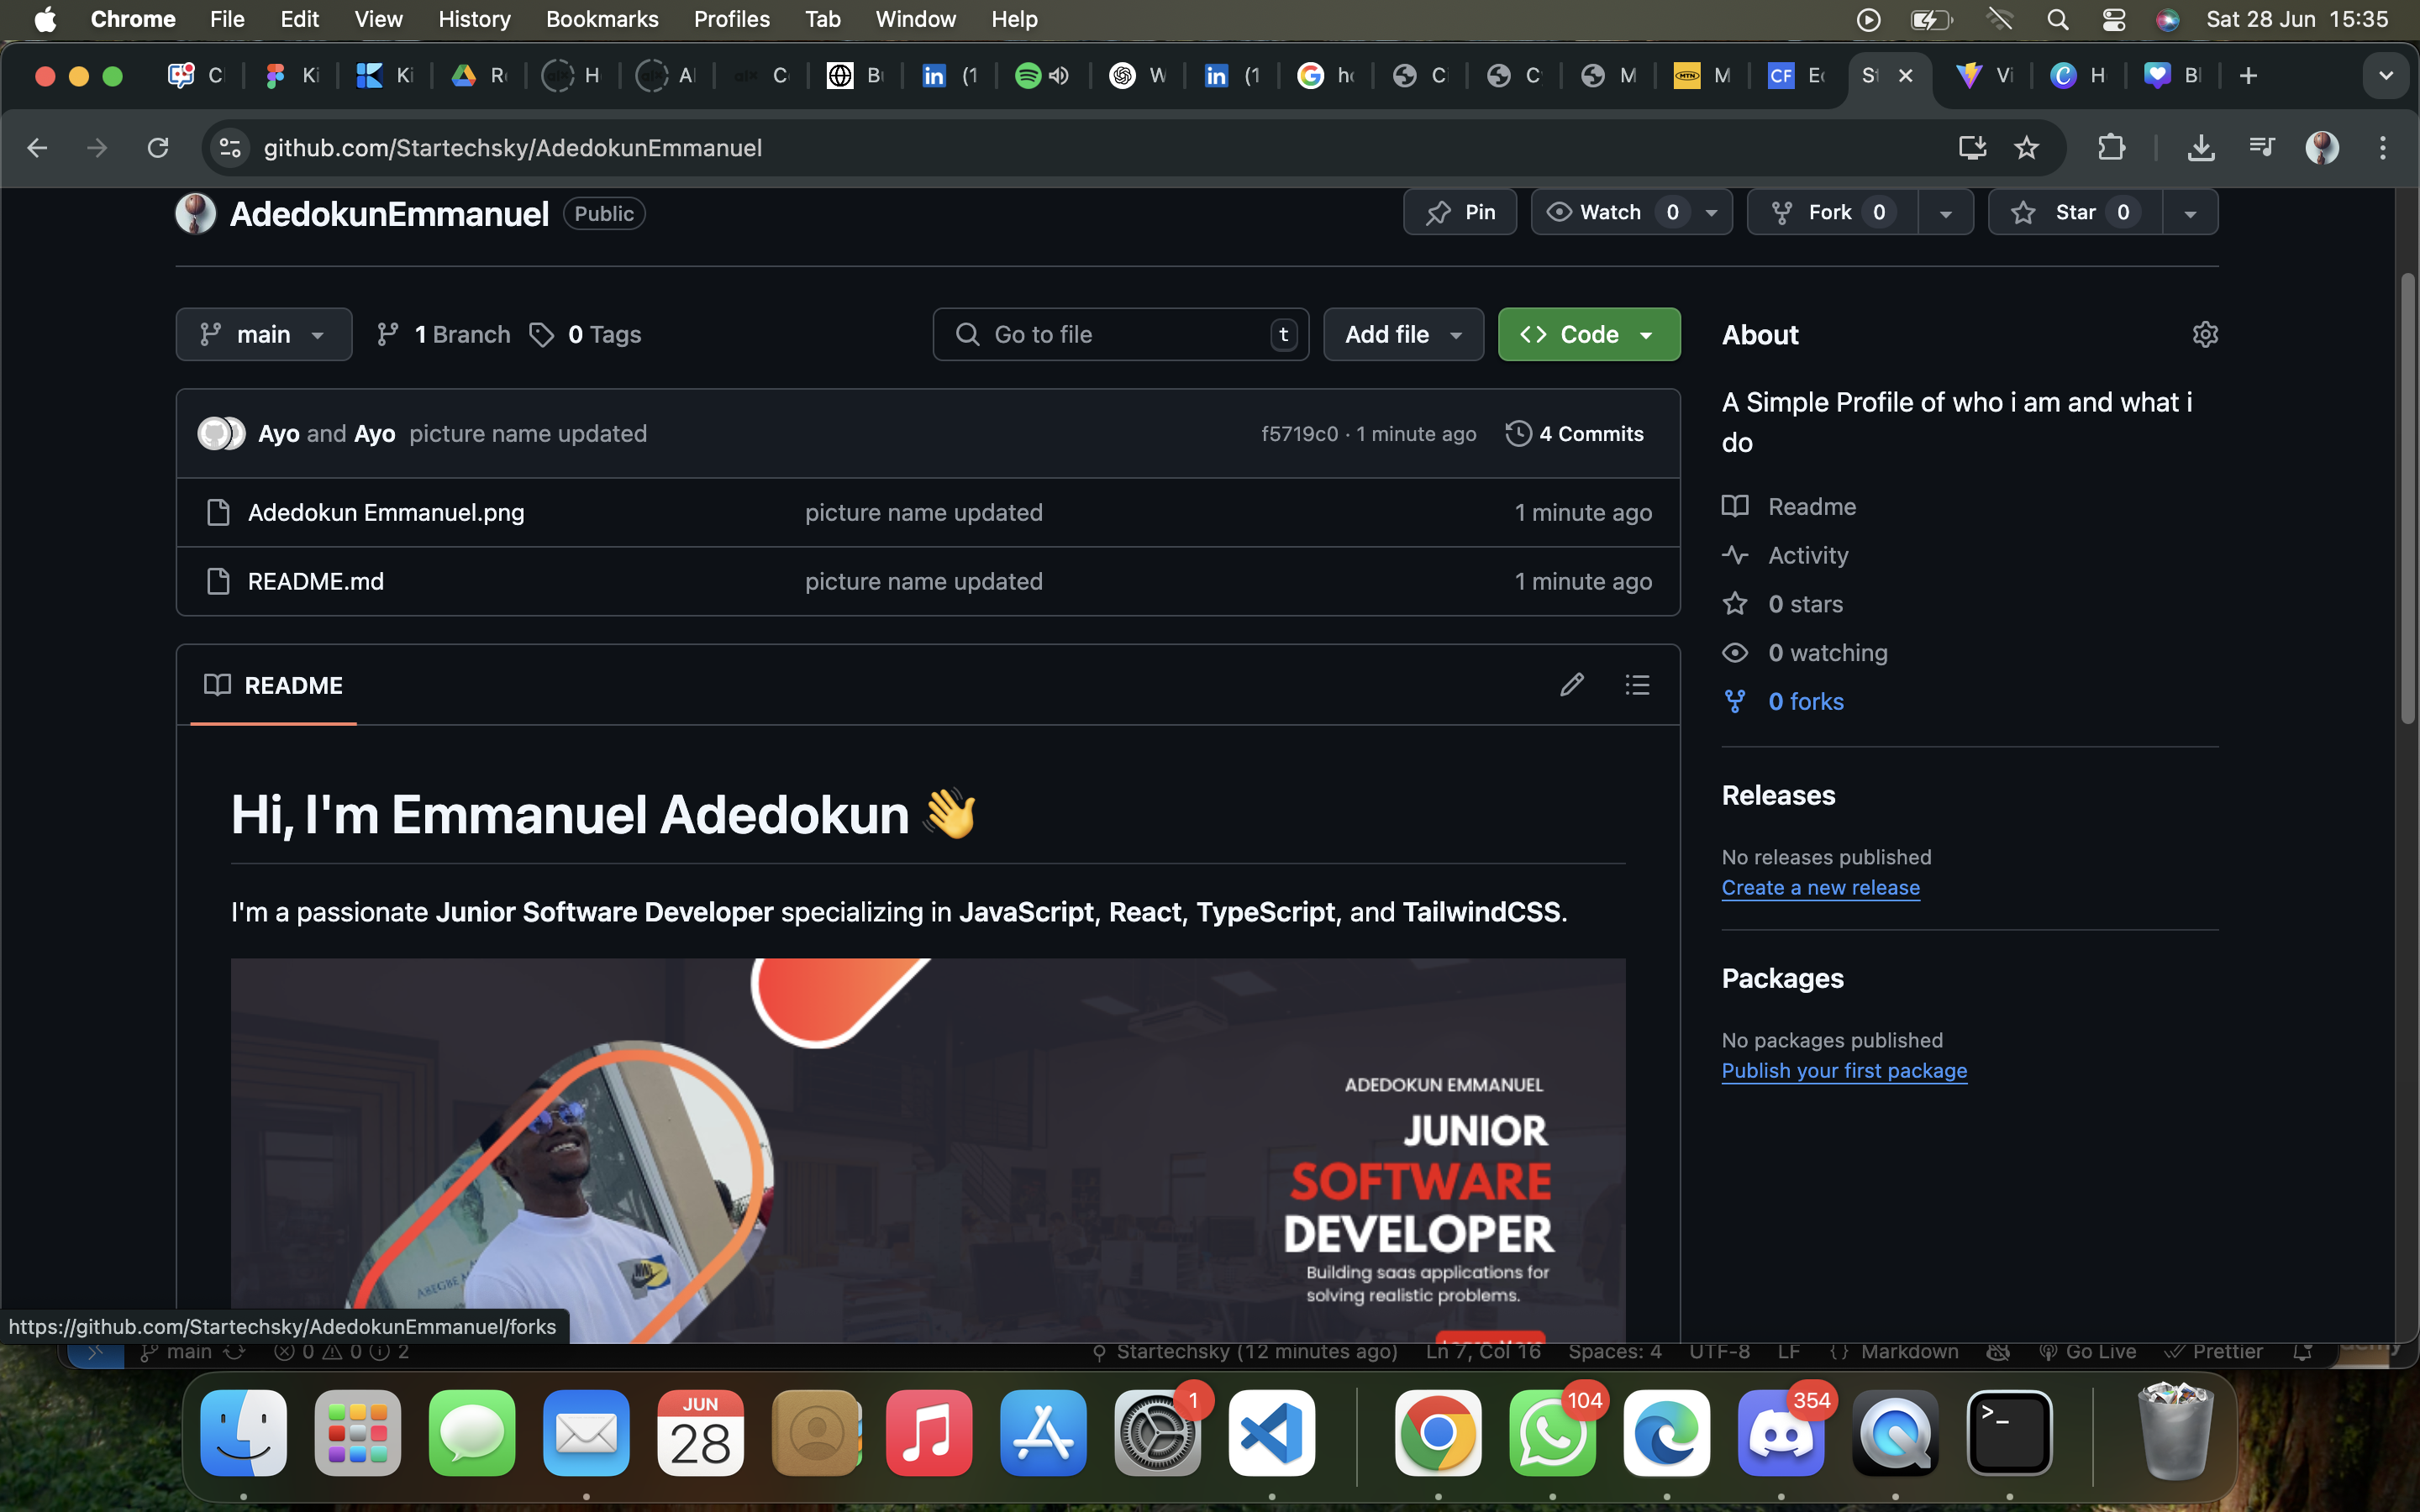 Chrome File Edit View History Bookmarks Profiles Tab Window Help Sat 28 Jun 15:35
C Ki Ki R H A C B (1 W (1 h C C M MTN M CF E S Vi H Bl
github.com/Startechsky/AdedokunEmmanuel
AdedokunEmmanuel Public Pin Watch 0 Fork 0 Star 0
main 1 Branch 0 Tags Go to file t Add file Code
Ayo and Ayo picture name updated f5719c0 · 1 minute ago 4 Commits
Adedokun Emmanuel.png picture name updated 1 minute ago
README.md picture name updated 1 minute ago
README
Hi, I'm Emmanuel Adedokun 👋
I'm a passionate Junior Software Developer specializing in JavaScript, React, TypeScript, and TailwindCSS.
ADEDOKUN EMMANUEL
JUNIOR
SOFTWARE
DEVELOPER
Building saas applications for
solving realistic problems.
Learn More
About
A Simple Profile of who i am and what i
do
Readme
Activity
0 stars
0 watching
0 forks
Releases
No releases published
Create a new release
Packages
No packages published
Publish your first package
https://github.com/Startechsky/AdedokunEmmanuel/forks
main 0 0 2 Startechsky (12 minutes ago) Ln 7, Col 16 Spaces: 4 UTF-8 LF {} Markdown Go Live Prettier
JUN
28
1
104
354
>_